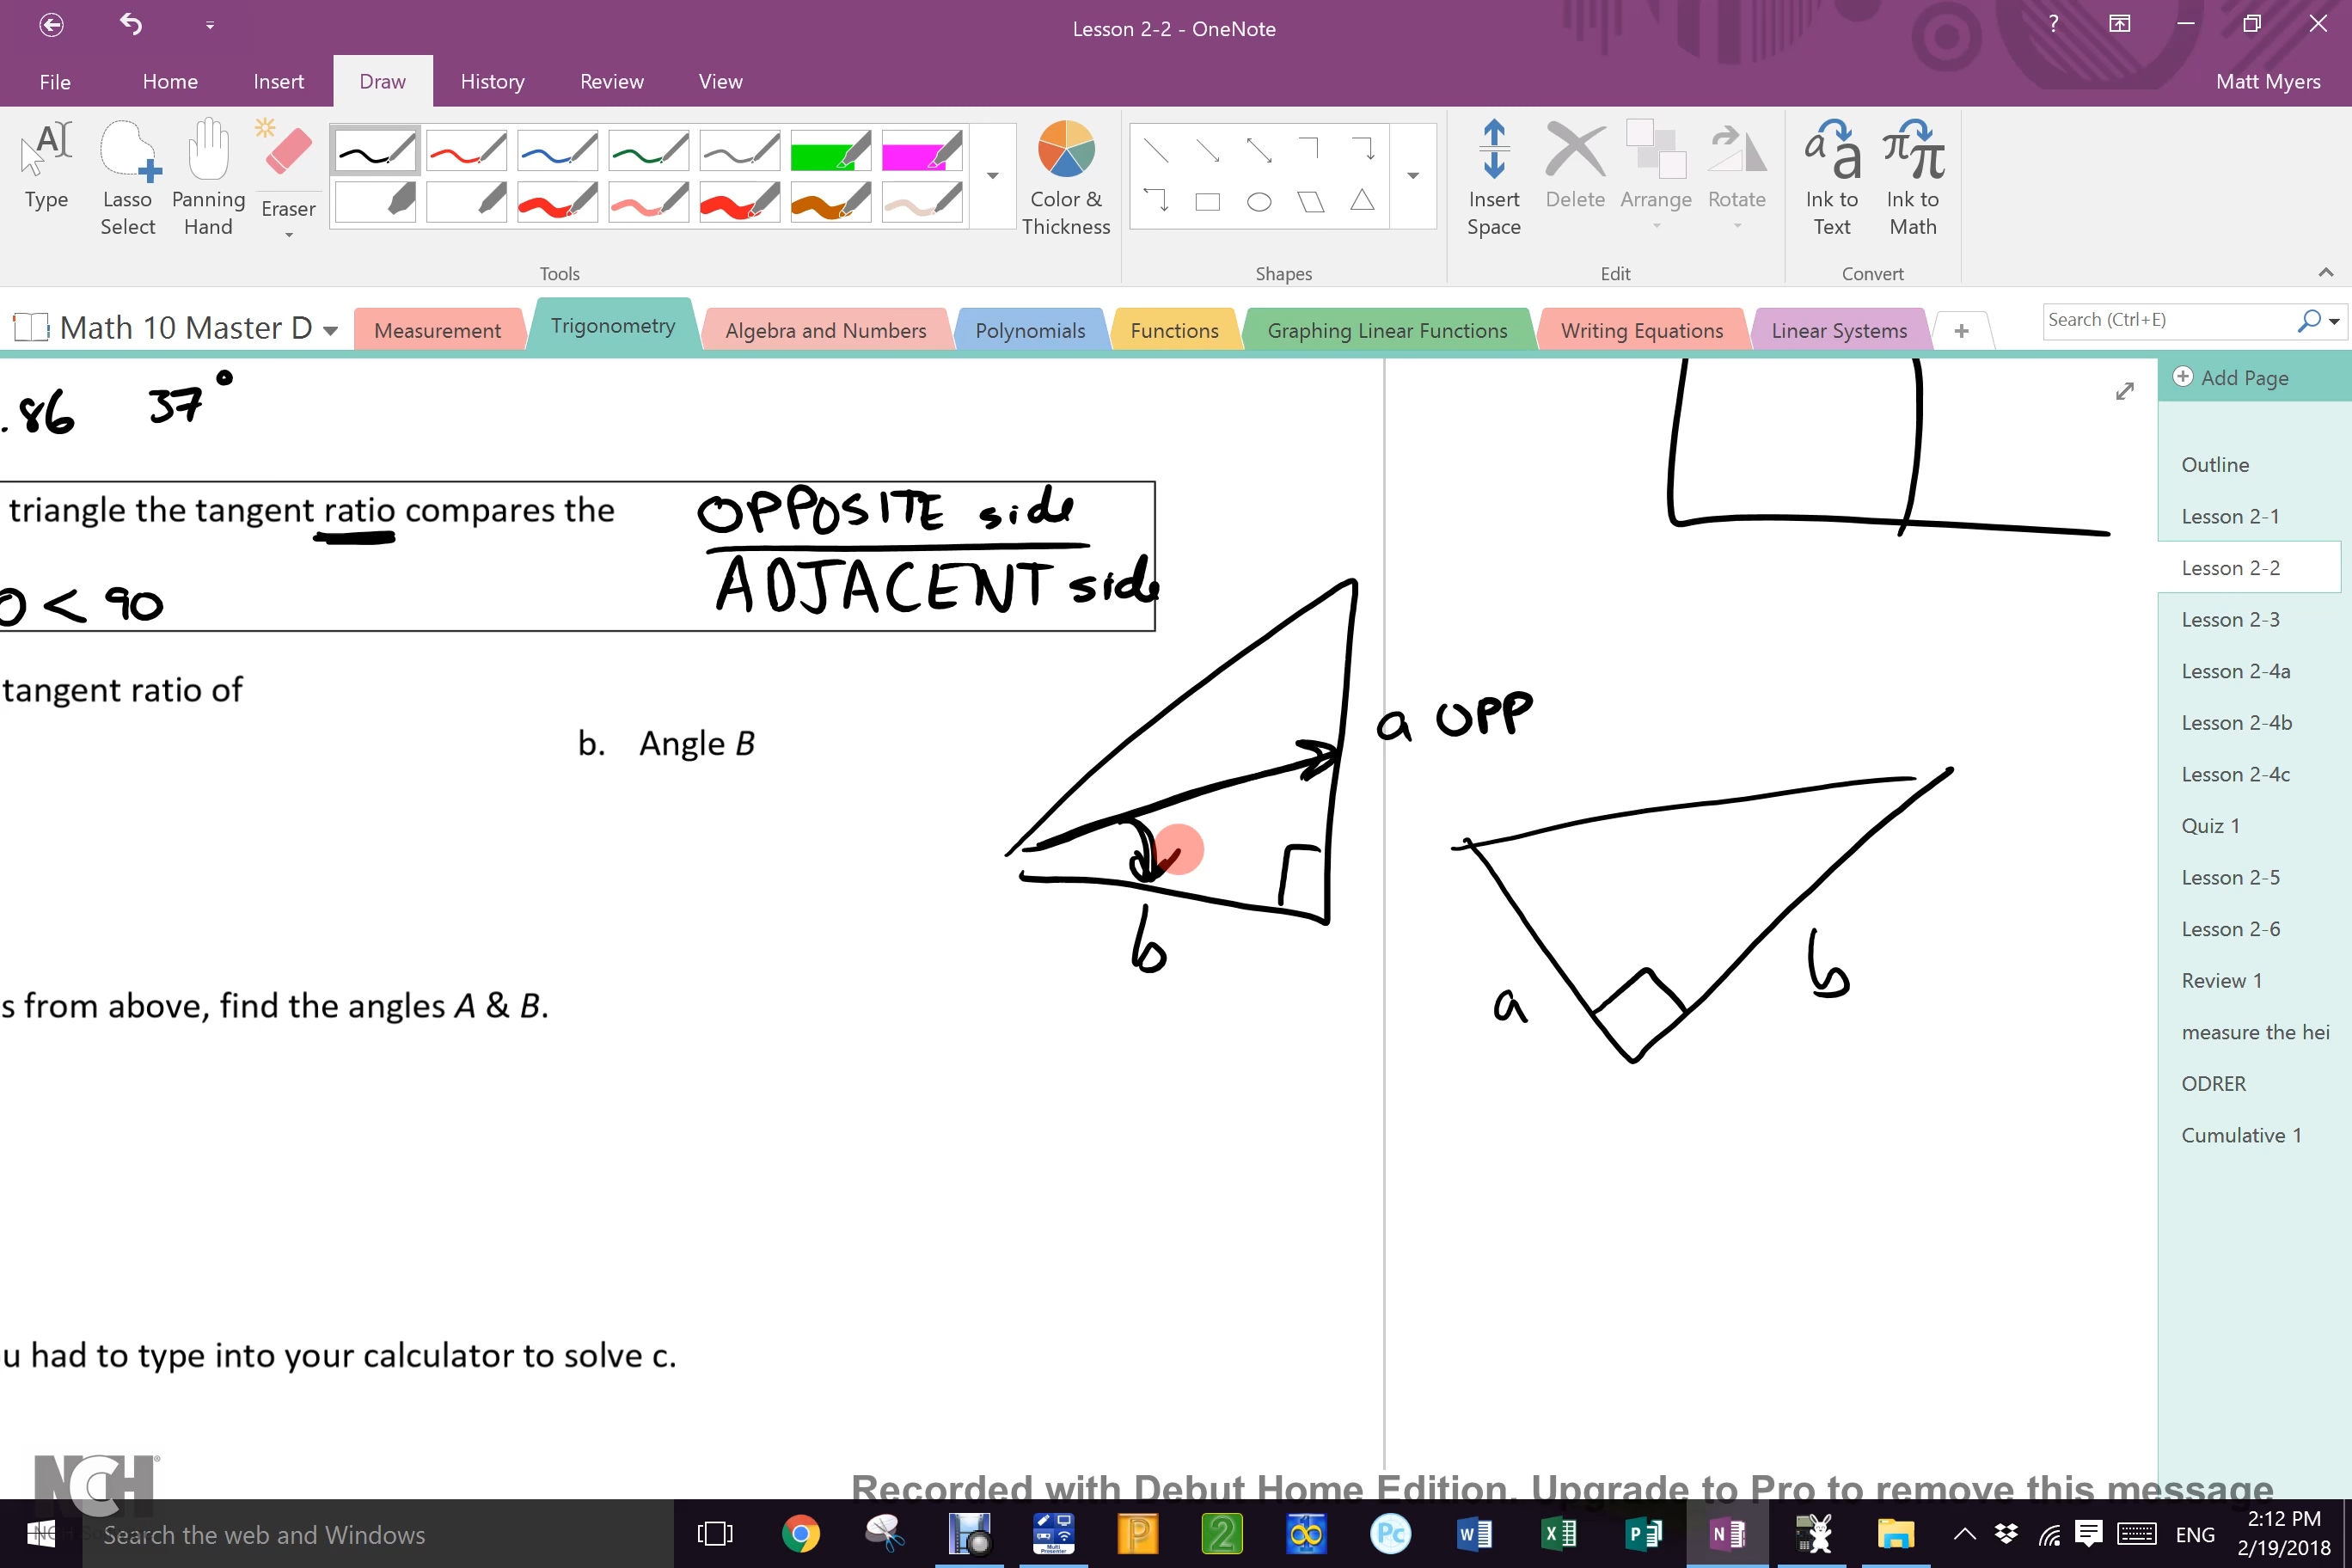 Lesson 2-2 - OneNote
?
File Home Insert Draw History Review View
Matt Myers
Type
Lasso Select
Panning Hand
Eraser
Color & Thickness
Insert Space
Delete
Arrange
Rotate
Ink to Text
Ink to Math
Tools
Shapes
Edit
Convert
Math 10 Master D
Measurement
Trigonometry
Algebra and Numbers
Polynomials
Functions
Graphing Linear Functions
Writing Equations
Linear Systems
Search (Ctrl+E)
.86 37°
triangle the tangent ratio compares the
OPPOSITE side
ADJACENT side
0 < 90
tangent ratio of
b. Angle B
a OPP
b
a
b
s from above, find the angles A & B.
u had to type into your calculator to solve c.
Add Page
Outline
Lesson 2-1
Lesson 2-2
Lesson 2-3
Lesson 2-4a
Lesson 2-4b
Lesson 2-4c
Quiz 1
Lesson 2-5
Lesson 2-6
Review 1
measure the hei
ODRER
Cumulative 1
NCH
Recorded with Debut Home Edition. Upgrade to Pro to remove this message
Search the web and Windows
ENG
2:12 PM
2/19/2018